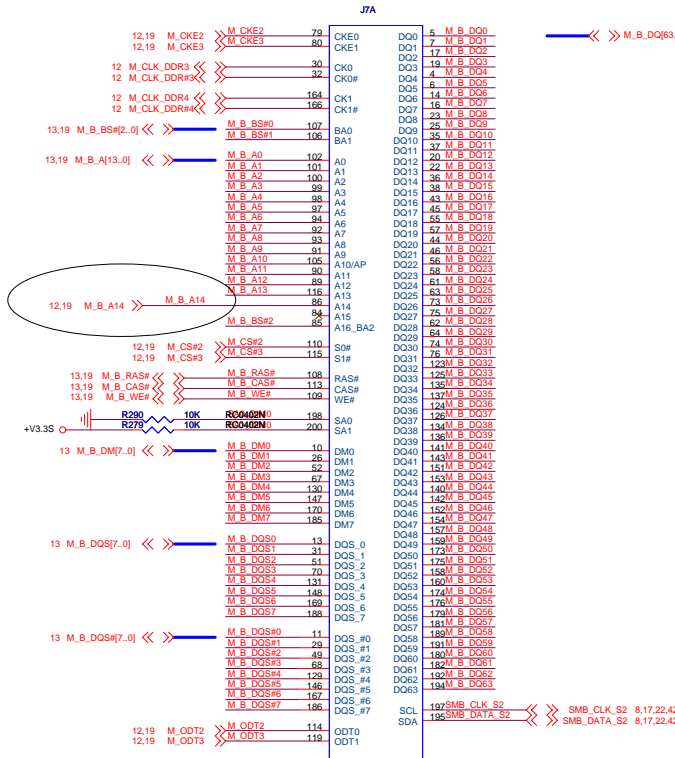 J7A
12,19 M_CKE2 M_CKE2 79 CKE0
12,19 M_CKE3 M_CKE3 80 CKE1
12 M_CLK_DDR3 30 CK0
12 M_CLK_DDR#3 32 CK0#
12 M_CLK_DDR4 164 CK1
12 M_CLK_DDR#4 166 CK1#
13,19 M_B_BS#[2..0] M_B_BS#0 107 BA0
M_B_BS#1 106 BA1
13,19 M_B_A[13..0] M_B_A0 102 A0
M_B_A1 101 A1
M_B_A2 100 A2
M_B_A3 99 A3
M_B_A4 98 A4
M_B_A5 97 A5
M_B_A6 94 A6
M_B_A7 92 A7
M_B_A8 93 A8
M_B_A9 91 A9
M_B_A10 105 A10/AP
M_B_A11 90 A11
M_B_A12 89 A12
M_B_A13 116 A13
12,19 M_B_A14 M_B_A14 86 A14
84 A15
M_B_BS#2 85 A16_BA2
12,19 M_CS#2 M_CS#2 110 S0#
12,19 M_CS#3 M_CS#3 115 S1#
13,19 M_B_RAS# M_B_RAS# 108 RAS#
13,19 M_B_CAS# M_B_CAS# 113 CAS#
13,19 M_B_WE# M_B_WE# 109 WE#
R290 10K RC0402N 198 SA0
+V3.3S R279 10K RC0402N 200 SA1
13 M_B_DM[7..0] M_B_DM0 10 DM0
M_B_DM1 26 DM1
M_B_DM2 52 DM2
M_B_DM3 67 DM3
M_B_DM4 130 DM4
M_B_DM5 147 DM5
M_B_DM6 170 DM6
M_B_DM7 185 DM7
13 M_B_DQS[7..0] M_B_DQS0 13 DQS_0
M_B_DQS1 31 DQS_1
M_B_DQS2 51 DQS_2
M_B_DQS3 70 DQS_3
M_B_DQS4 131 DQS_4
M_B_DQS5 148 DQS_5
M_B_DQS6 169 DQS_6
M_B_DQS7 188 DQS_7
13 M_B_DQS#[7..0] M_B_DQS#0 11 DQS_#0
M_B_DQS#1 29 DQS_#1
M_B_DQS#2 49 DQS_#2
M_B_DQS#3 68 DQS_#3
M_B_DQS#4 129 DQS_#4
M_B_DQS#5 146 DQS_#5
M_B_DQS#6 167 DQS_#6
M_B_DQS#7 186 DQS_#7
12,19 M_ODT2 M_ODT2 114 ODT0
12,19 M_ODT3 M_ODT3 119 ODT1
DQ0 5 M_B_DQ0 M_B_DQ[63.
DQ1 7 M_B_DQ1
DQ2 17 M_B_DQ2
DQ3 19 M_B_DQ3
DQ4 4 M_B_DQ4
DQ5 6 M_B_DQ5
DQ6 14 M_B_DQ6
DQ7 16 M_B_DQ7
DQ8 23 M_B_DQ8
DQ9 25 M_B_DQ9
DQ10 35 M_B_DQ10
DQ11 37 M_B_DQ11
DQ12 20 M_B_DQ12
DQ13 22 M_B_DQ13
DQ14 36 M_B_DQ14
DQ15 38 M_B_DQ15
DQ16 43 M_B_DQ16
DQ17 45 M_B_DQ17
DQ18 55 M_B_DQ18
DQ19 57 M_B_DQ19
DQ20 44 M_B_DQ20
DQ21 46 M_B_DQ21
DQ22 56 M_B_DQ22
DQ23 58 M_B_DQ23
DQ24 61 M_B_DQ24
DQ25 63 M_B_DQ25
DQ26 73 M_B_DQ26
DQ27 75 M_B_DQ27
DQ28 62 M_B_DQ28
DQ29 64 M_B_DQ29
DQ30 74 M_B_DQ30
DQ31 76 M_B_DQ31
DQ32 123 M_B_DQ32
DQ33 125 M_B_DQ33
DQ34 135 M_B_DQ34
DQ35 137 M_B_DQ35
DQ36 124 M_B_DQ36
DQ37 126 M_B_DQ37
DQ38 134 M_B_DQ38
DQ39 136 M_B_DQ39
DQ40 141 M_B_DQ40
DQ41 143 M_B_DQ41
DQ42 151 M_B_DQ42
DQ43 153 M_B_DQ43
DQ44 140 M_B_DQ44
DQ45 142 M_B_DQ45
DQ46 152 M_B_DQ46
DQ47 154 M_B_DQ47
DQ48 157 M_B_DQ48
DQ49 159 M_B_DQ49
DQ50 173 M_B_DQ50
DQ51 175 M_B_DQ51
DQ52 158 M_B_DQ52
DQ53 160 M_B_DQ53
DQ54 174 M_B_DQ54
DQ55 176 M_B_DQ55
DQ56 179 M_B_DQ56
DQ57 181 M_B_DQ57
DQ58 189 M_B_DQ58
DQ59 191 M_B_DQ59
DQ60 180 M_B_DQ60
DQ61 182 M_B_DQ61
DQ62 192 M_B_DQ62
DQ63 194 M_B_DQ63
SCL 197 SMB_CLK_S2 SMB_CLK_S2 8,17,22,42
SDA 195 SMB_DATA_S2 SMB_DATA_S2 8,17,22,42